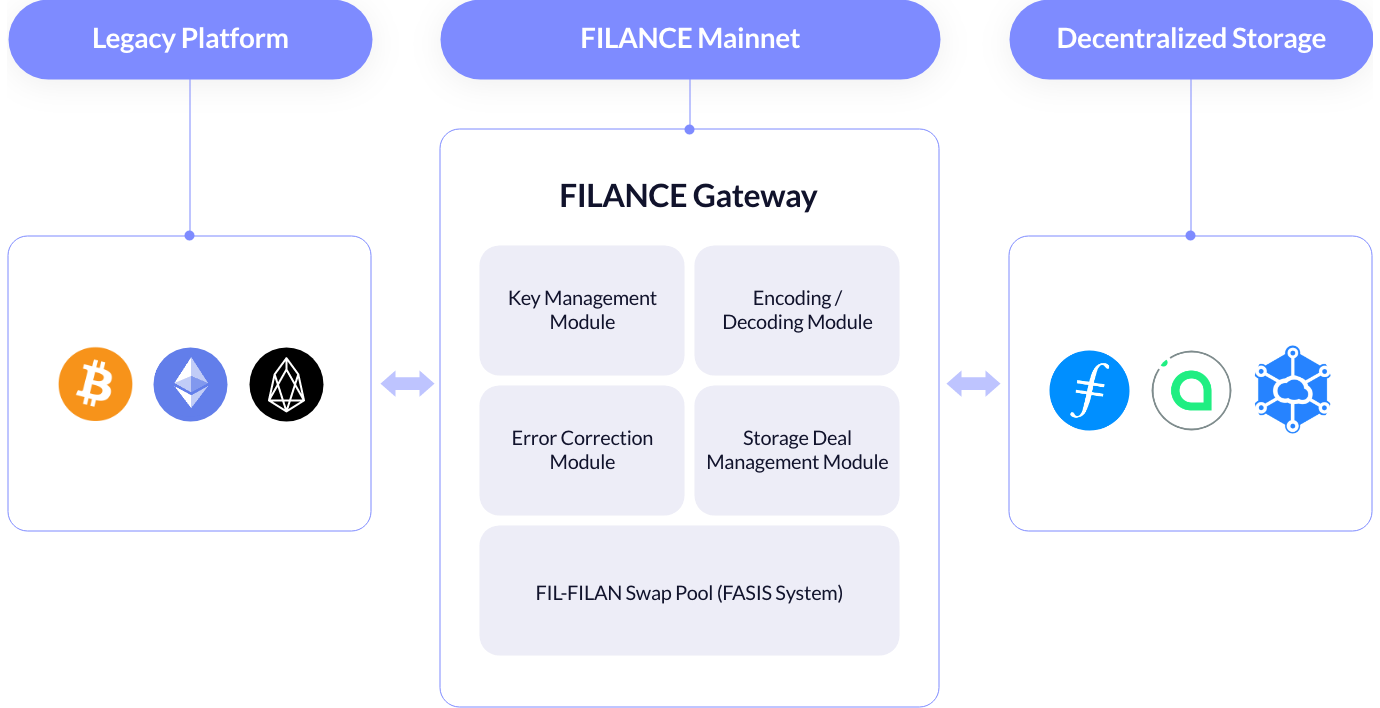 Legacy Platform
FILANCE Mainnet
Decentralized Storage
FILANCE Gateway
Key Management
Module
Encoding /
Decoding Module
Error Correction
Module
Storage Deal
Management Module
FIL-FILAN Swap Pool (FASIS System)